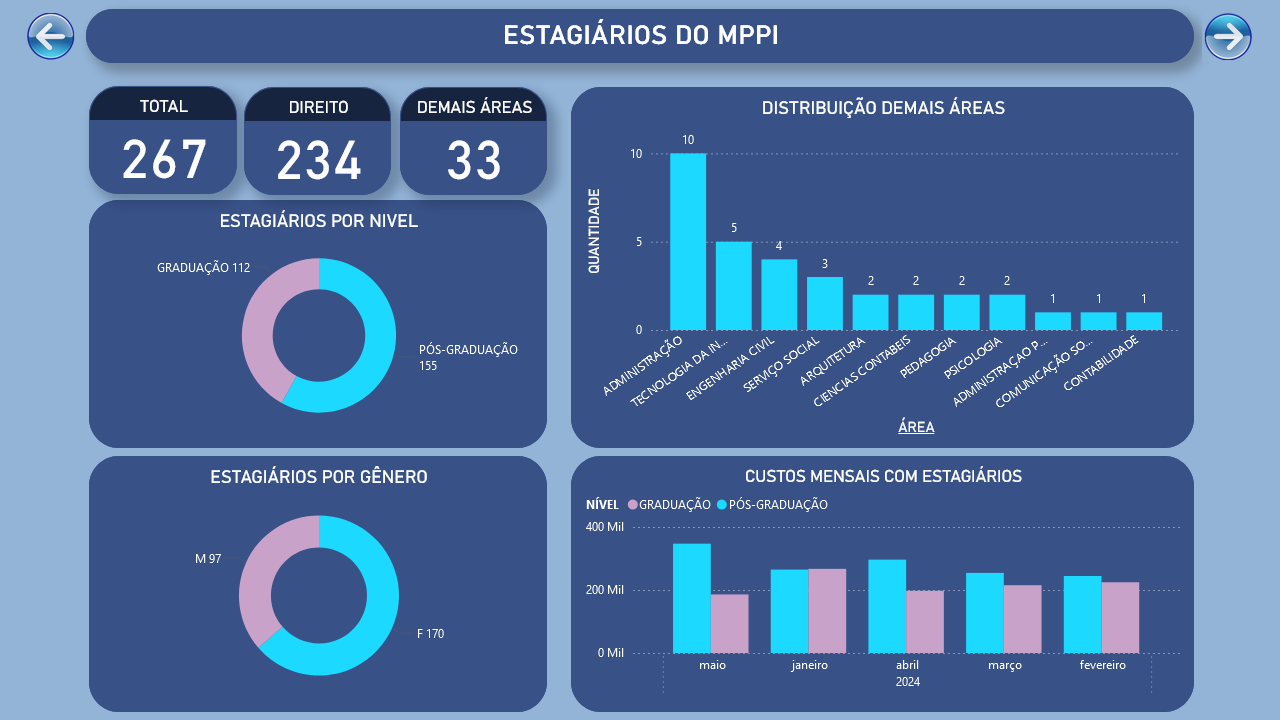 ESTAGIÁRIOS DO MPPI
TOTAL
267
DIREITO
234
DEMAIS ÁREAS
33
ESTAGIÁRIOS POR NIVEL
GRADUAÇÃO 112
PÓS-GRADUAÇÃO
155
DISTRIBUIÇÃO DEMAIS ÁREAS
QUANTIDADE
10
5
0
10
5
4
3
2
2
2
2
1
1
1
ADMINISTRAÇÃO
TECNOLOGIA DA IN...
ENGENHARIA CIVIL
SERVIÇO SOCIAL
ARQUITETURA
CIENCIAS CONTABEIS
PEDAGOGIA
PSICOLOGIA
ADMINISTRAÇAO P...
COMUNICAÇÃO SO...
CONTABILIDADE
ÁREA
ESTAGIÁRIOS POR GÊNERO
M 97
F 170
CUSTOS MENSAIS COM ESTAGIÁRIOS
NÍVEL GRADUAÇÃO PÓS-GRADUAÇÃO
400 Mil
200 Mil
0 Mil
maio janeiro abril março fevereiro
2024